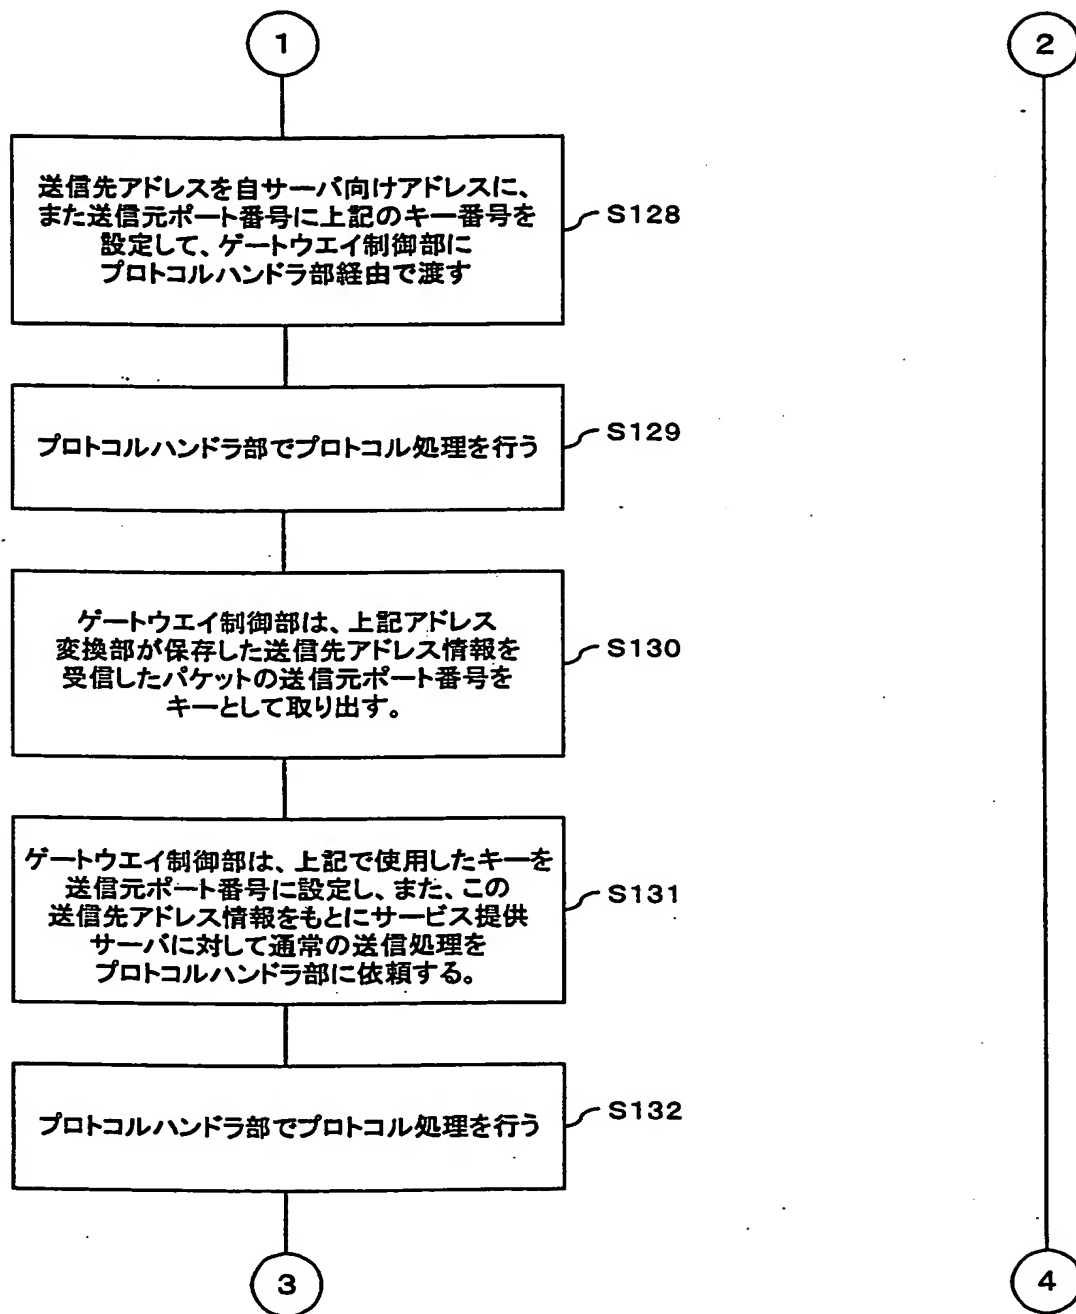 1
2
送信先アドレスを自サーバ向けアドレスに、
また送信元ポート番号に上記のキー番号を
設定して、ゲートウエイ制御部に
プロトコルハンドラ部経由で渡す
S128
プロトコルハンドラ部でプロトコル処理を行う
S129
ゲートウエイ制御部は、上記アドレス
変換部が保存した送信先アドレス情報を
受信したパケットの送信元ポート番号を
キーとして取り出す。
S130
ゲートウエイ制御部は、上記で使用したキーを
送信元ポート番号に設定し、また、この
送信先アドレス情報をもとにサービス提供
サーバに対して通常の送信処理を
プロトコルハンドラ部に依頼する。
S131
プロトコルハンドラ部でプロトコル処理を行う
S132
3
4